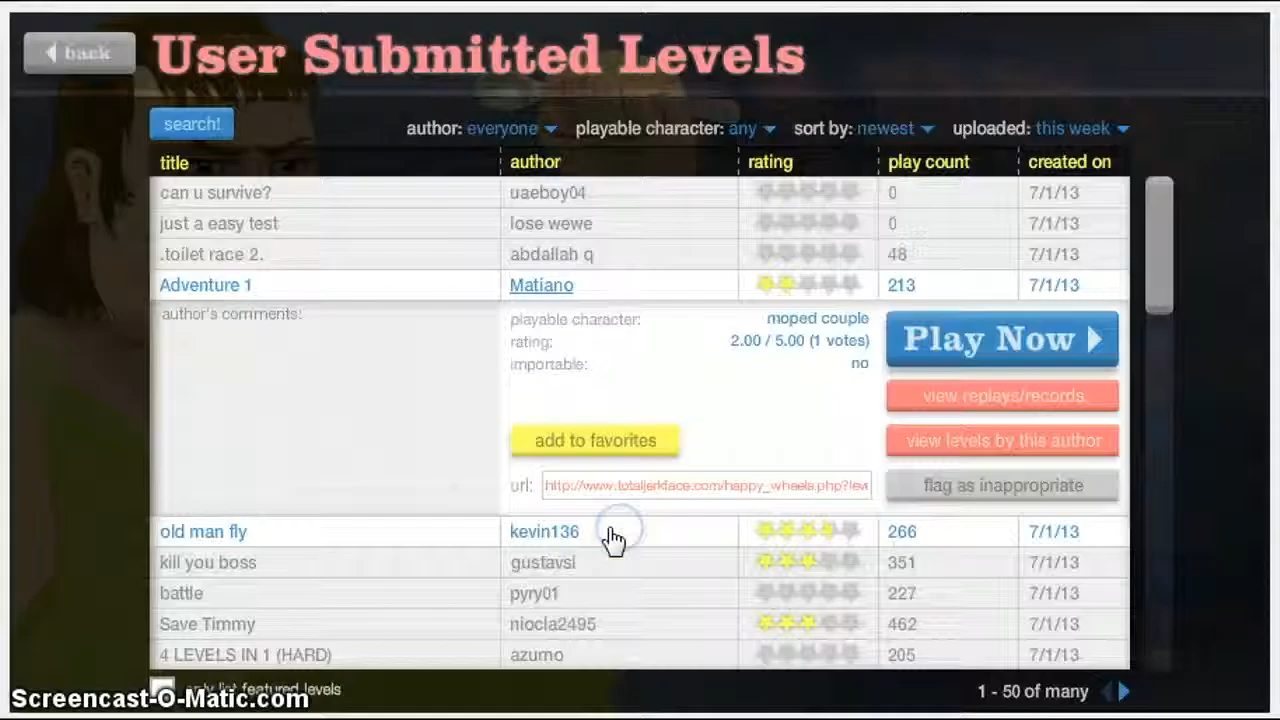 back
User Submitted Levels
search! author: everyone playable character: any sort by: newest uploaded: this week
title author rating play count created on
can u survive? uaeboy04 0 7/1/13
just a easy test lose wewe 0 7/1/13
.toilet race 2. abdallah q 48 7/1/13
Adventure 1 Matiano 213 7/1/13
author's comments:
playable character: moped couple
rating: 2.00 / 5.00 (1 votes)
importable: no
Play Now
view replays/records
add to favorites
view levels by this author
url: http://www.totaljerkface.com/happy_wheels.php?lev
flag as inappropriate
old man fly kevin136 266 7/1/13
kill you boss gustavsl 351 7/1/13
battle pyry01 227 7/1/13
Save Timmy niocla2495 462 7/1/13
4 LEVELS IN 1 (HARD) azumo 205 7/1/13
only list featured levels
1 - 50 of many
Screencast-O-Matic.com